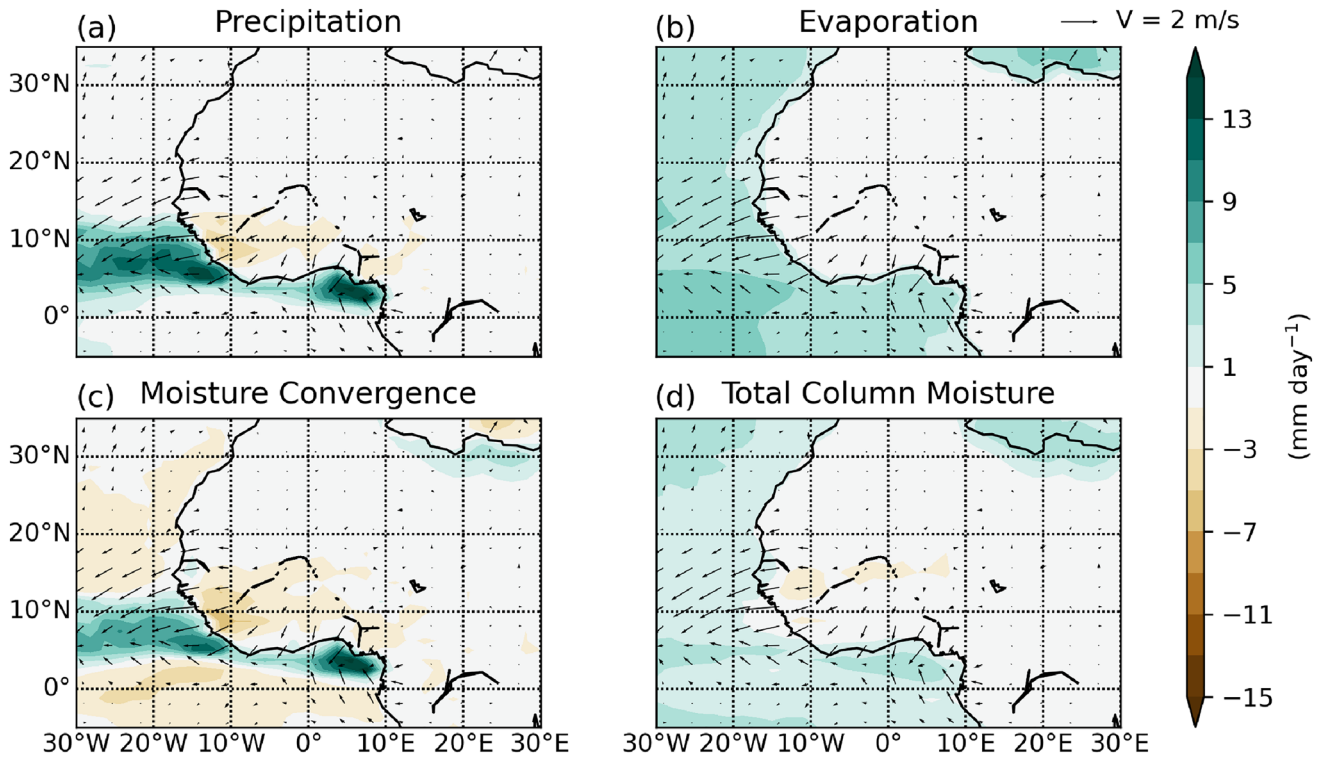 (a) Precipitation
(b) Evaporation
V = 2 m/s
30°N
20°N
10°N
0°
(c) Moisture Convergence
(d) Total Column Moisture
30°N
20°N
10°N
0°
30°W 20°W 10°W 0° 10°E 20°E 30°E
30°W 20°W 10°W 0° 10°E 20°E 30°E
13
9
5
1
−3
−7
−11
−15
(mm day⁻¹)